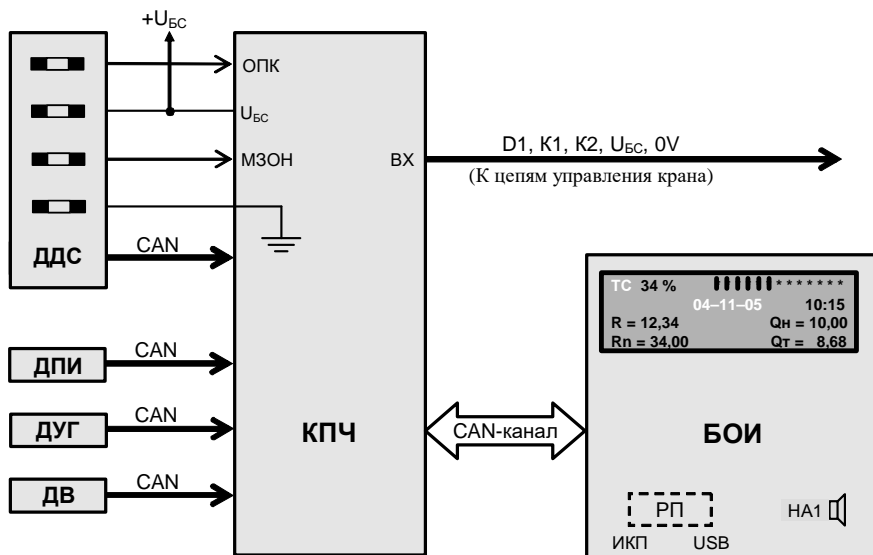 +UБС
ОПК
UБС
МЗОН
ВХ
D1, К1, К2, UБС, 0V
(К цепям управления крана)
ДДС
CAN
ДПИ
CAN
ДУГ
CAN
ДВ
CAN
КПЧ
CAN-канал
ТС 34 % * * * * * * *
04–11–05 10:15
R = 12,34 Qн = 10,00
Rп = 34,00 Qт = 8,68
БОИ
РП
НА1
ИКП USB